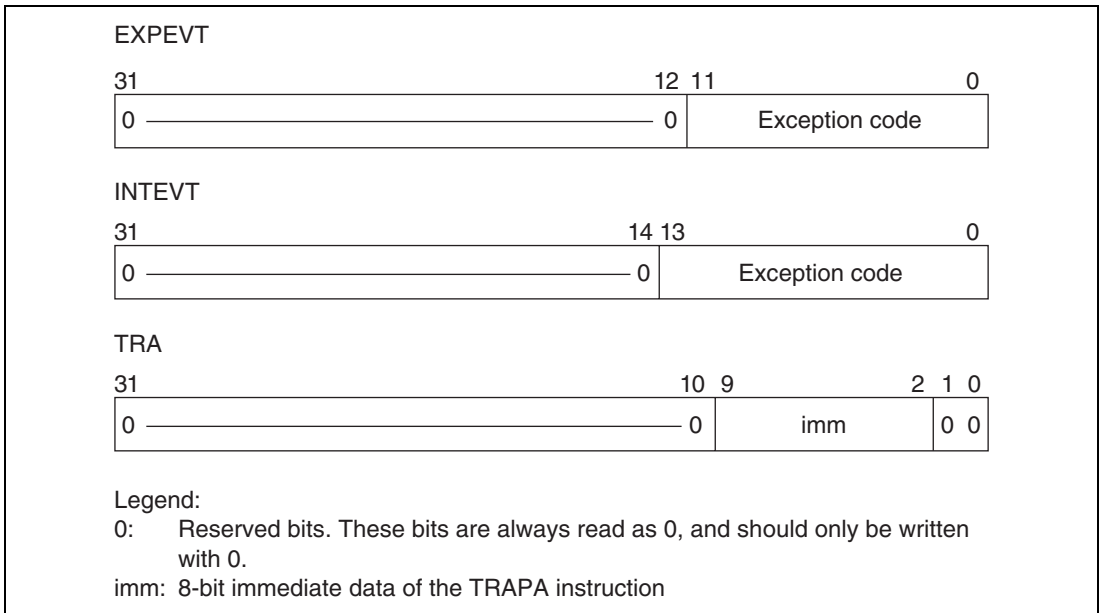 EXPEVT
31 12 11 0
0 0 Exception code
INTEVT
31 14 13 0
0 0 Exception code
TRA
31 10 9 2 1 0
0 0 imm 0 0
Legend:
0: Reserved bits. These bits are always read as 0, and should only be written
with 0.
imm: 8-bit immediate data of the TRAPA instruction